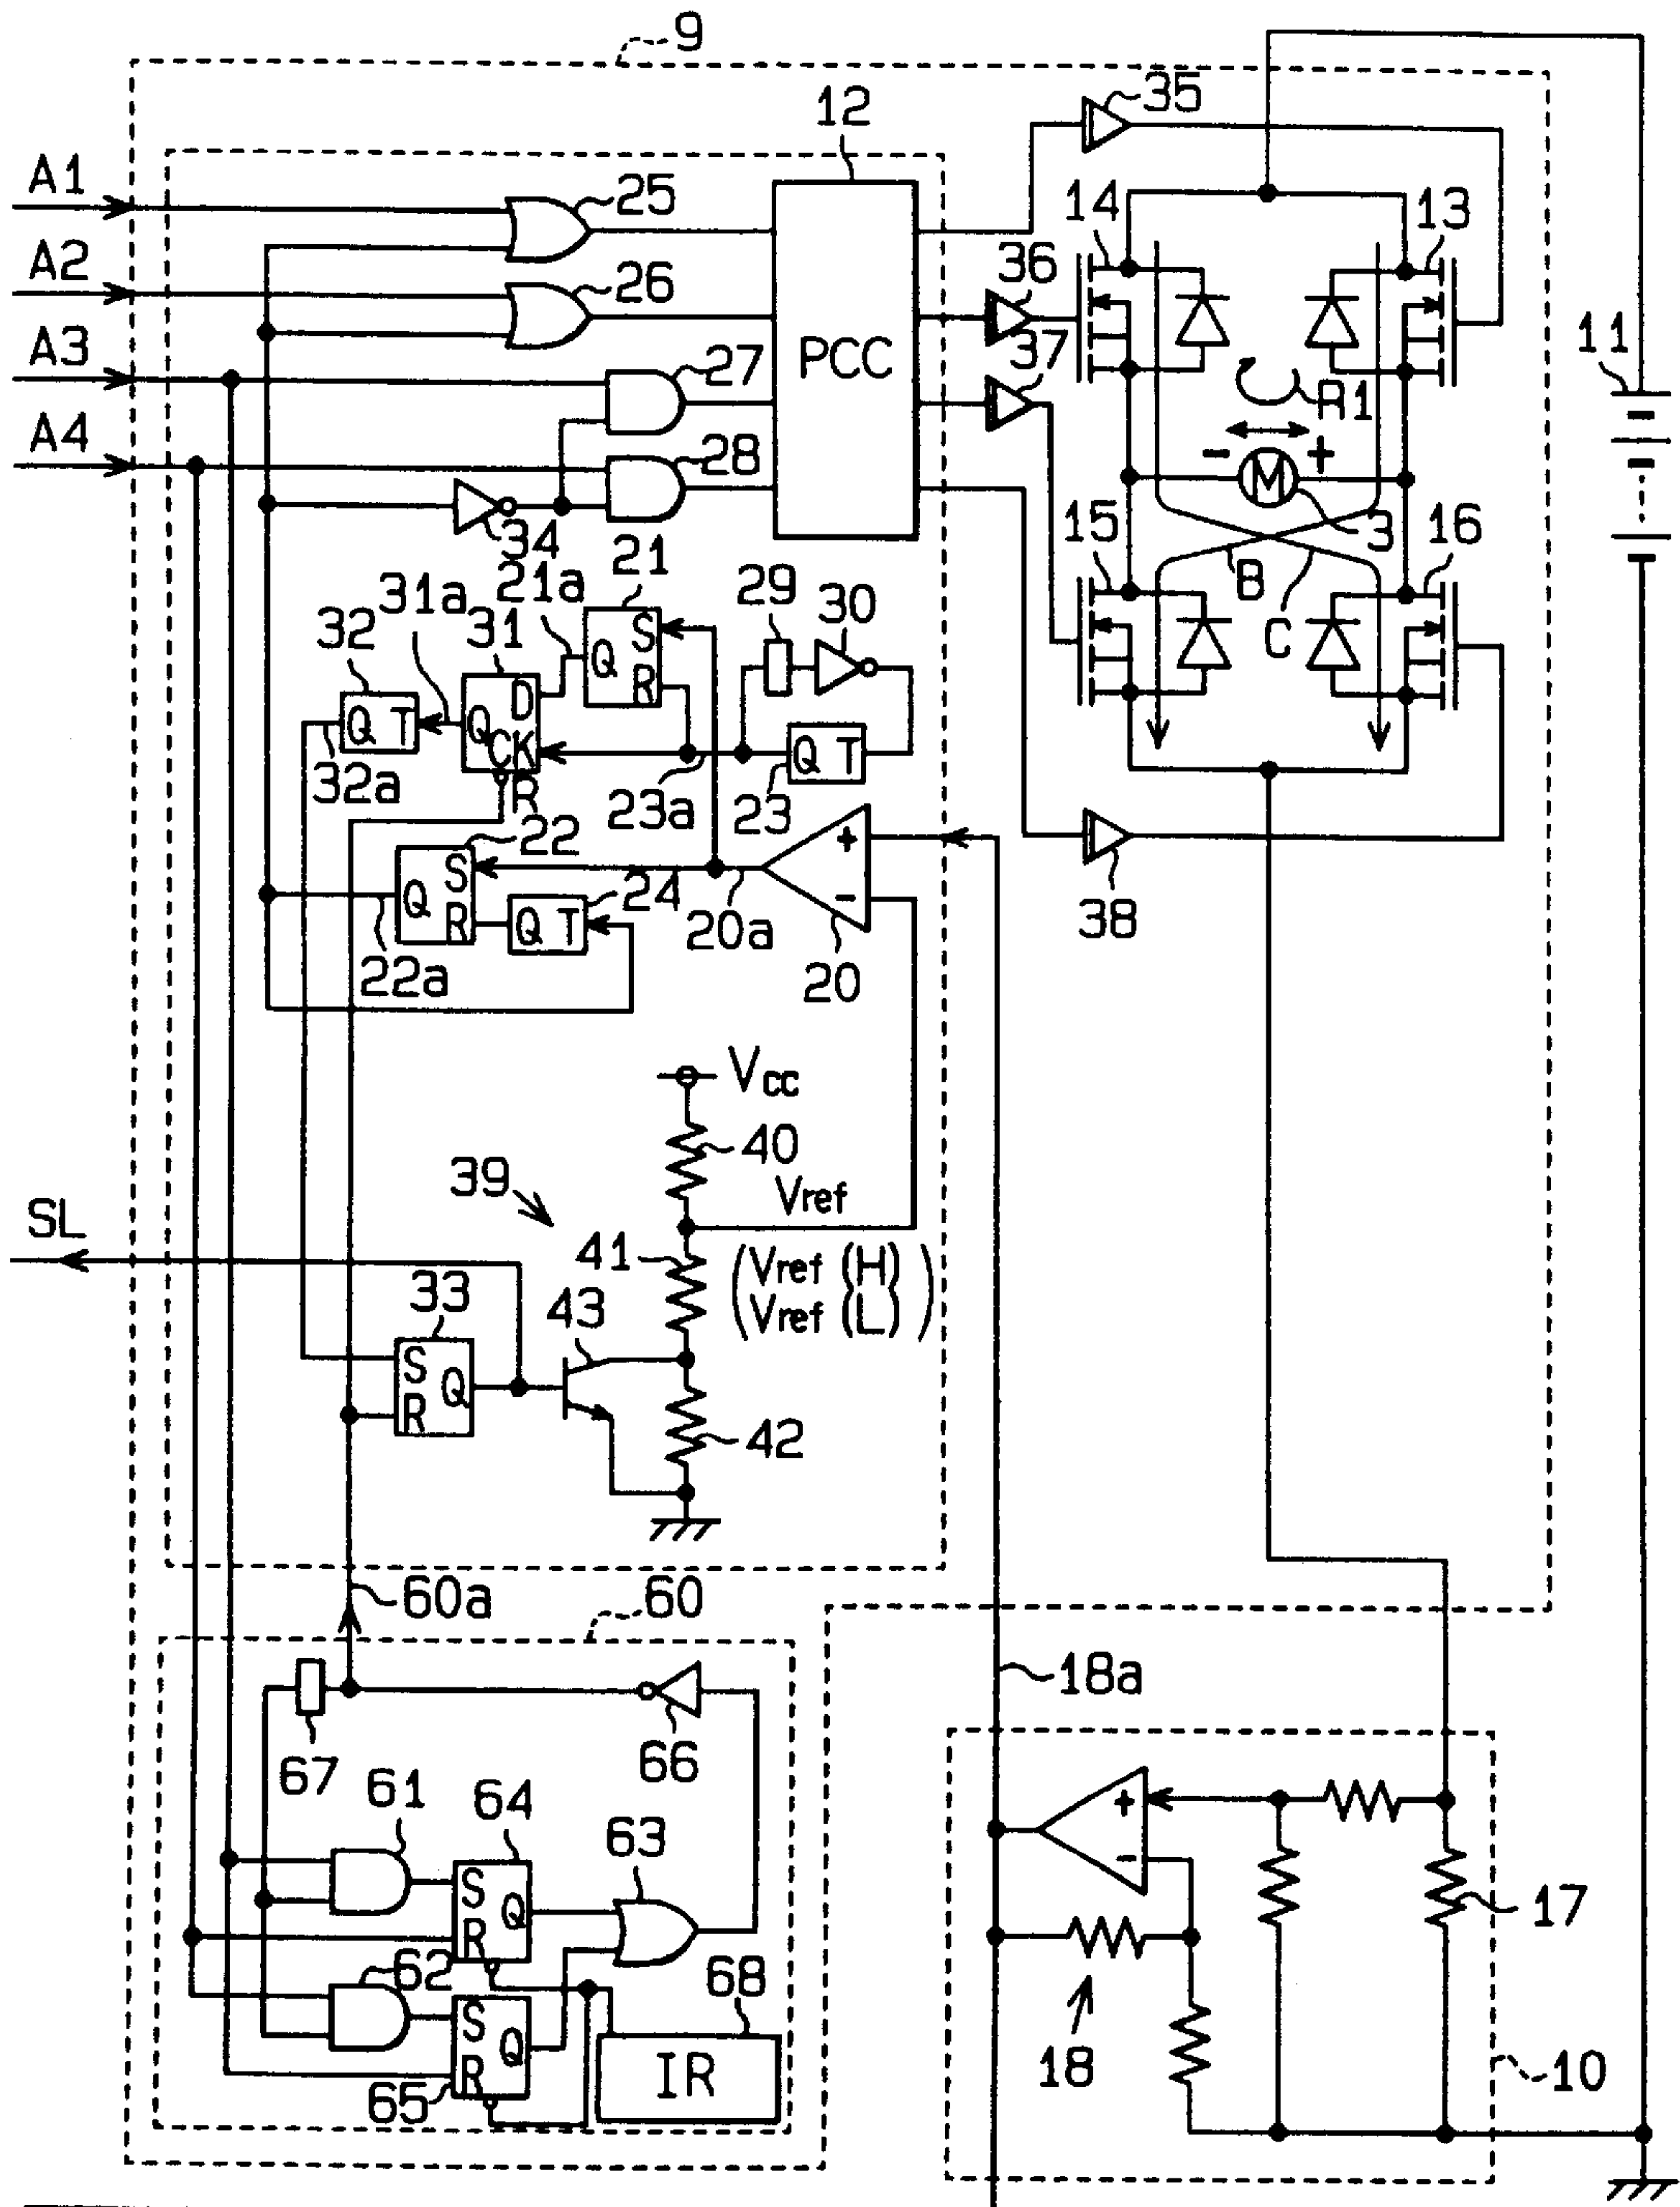 9
12
35
A1
25
14
13
A2
36
26
A3
27
PCC
37
11
R1
A4
28
- M +
3
34
21
15
16
B
C
21a
29
30
31a
32
31
Q S
R
D
Q T
Q
CK
R
Q T
32a
23a
23
22
S
Q
R
24
Q T
+
-
20a
20
22a
38
Vcc
40
39
Vref
SL
41
Vref (H)
Vref (L)
33
43
S
Q
R
42
60a
60
18a
67
66
61
64
63
+
-
S
Q
R
17
62
68
S
Q
R
IR
18
65
10